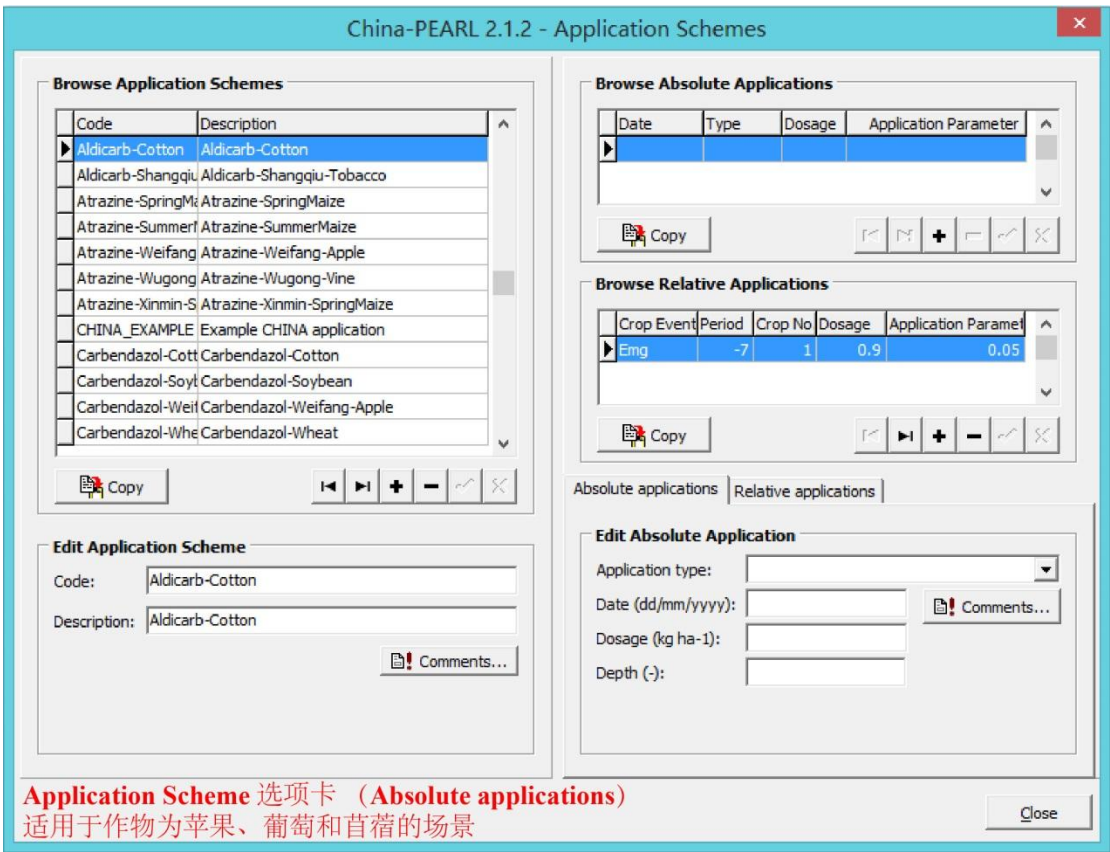 China-PEARL 2.1.2 - Application Schemes
Browse Application Schemes
Code Description
Aldicarb-Cotton Aldicarb-Cotton
Aldicarb-Shangqiu Aldicarb-Shangqiu-Tobacco
Atrazine-SpringMa Atrazine-SpringMaize
Atrazine-Summer Atrazine-SummerMaize
Atrazine-Weifang Atrazine-Weifang-Apple
Atrazine-Wugong Atrazine-Wugong-Vine
Atrazine-Xinmin-S Atrazine-Xinmin-SpringMaize
CHINA_EXAMPLE Example CHINA application
Carbendazol-Cott Carbendazol-Cotton
Carbendazol-Soyb Carbendazol-Soybean
Carbendazol-Weif Carbendazol-Weifang-Apple
Carbendazol-Whe Carbendazol-Wheat
Copy
Edit Application Scheme
Code: Aldicarb-Cotton
Description: Aldicarb-Cotton
Comments...
Browse Absolute Applications
Date Type Dosage Application Parameter
Copy
Browse Relative Applications
Crop Event Period Crop No Dosage Application Paramet
Emg -7 1 0.9 0.05
Copy
Absolute applications Relative applications
Edit Absolute Application
Application type:
Date (dd/mm/yyyy):
Comments...
Dosage (kg ha-1):
Depth (-):
Application Scheme 选项卡 （Absolute applications）
适用于作物为苹果、葡萄和苜蓿的场景
Close